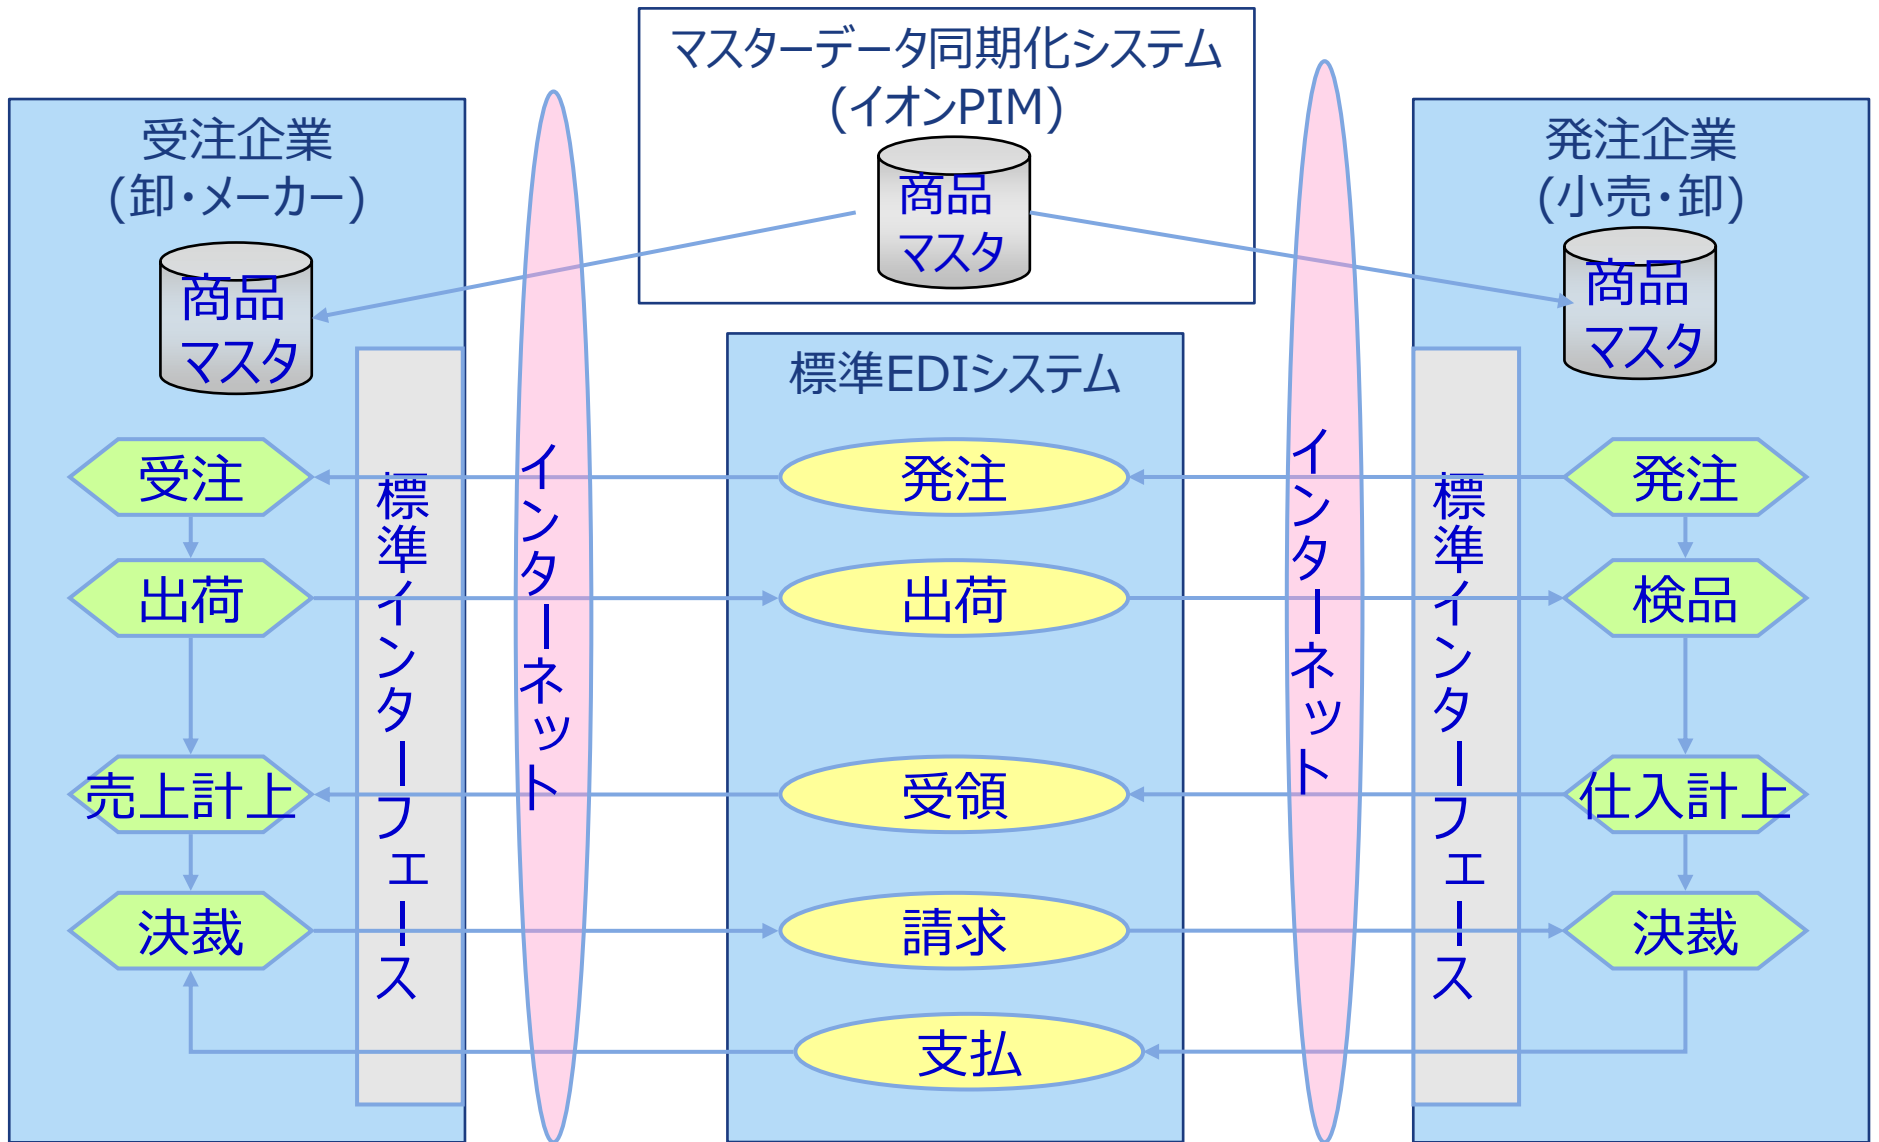 マスターデータ同期化システム
(イオンPIM)
商品
マスタ
受注企業
(卸・メーカー)
商品
マスタ
受注
出荷
売上計上
決裁
標準インターフェース
インターネット
標準EDIシステム
発注
出荷
受領
請求
支払
インターネット
発注企業
(小売・卸)
商品
マスタ
標準インターフェース
発注
検品
仕入計上
決裁